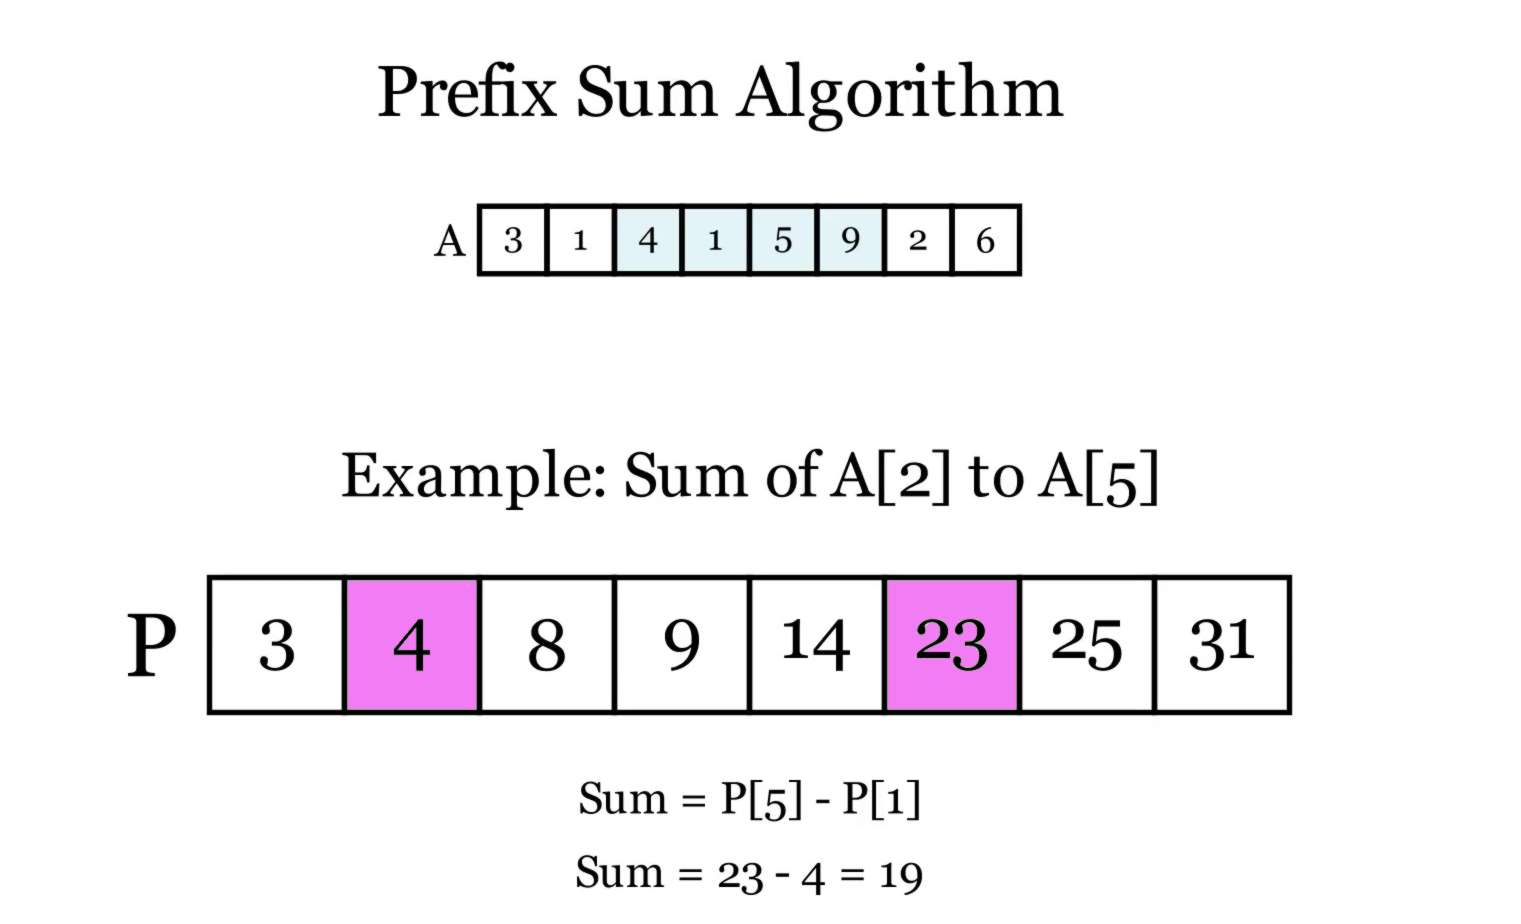 Prefix Sum Algorithm
A 3 1 4 1 5 9 2 6
Example: Sum of A[2] to A[5]
P 3 4 8 9 14 23 25 31
Sum = P[5] - P[1]
Sum = 23 - 4 = 19